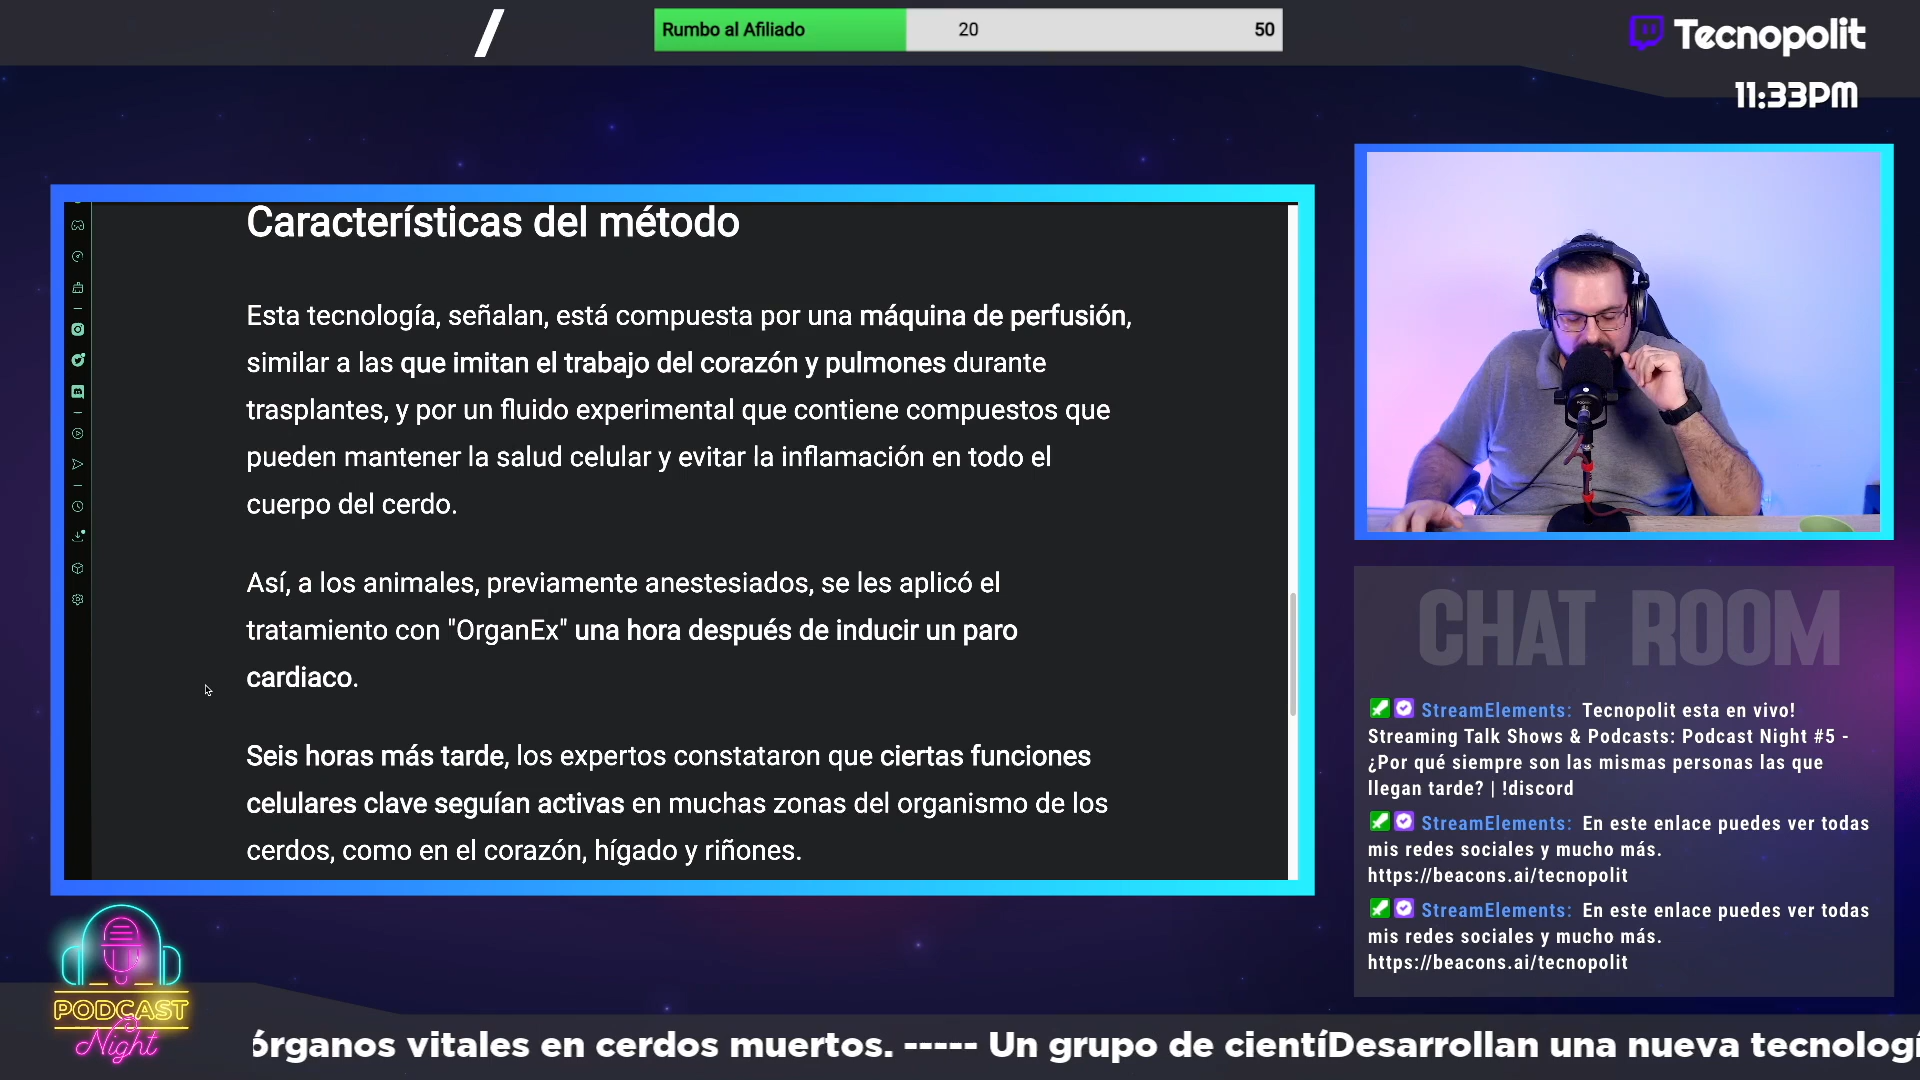 /
Rumbo al Afiliado 20 50
Tecnopolit
11:33PM
Características del método
Esta tecnología, señalan, está compuesta por una máquina de perfusión,
similar a las que imitan el trabajo del corazón y pulmones durante
trasplantes, y por un fluido experimental que contiene compuestos que
pueden mantener la salud celular y evitar la inflamación en todo el
cuerpo del cerdo.
Así, a los animales, previamente anestesiados, se les aplicó el
tratamiento con "OrganEx" una hora después de inducir un paro
cardiaco.
Seis horas más tarde, los expertos constataron que ciertas funciones
celulares clave seguían activas en muchas zonas del organismo de los
cerdos, como en el corazón, hígado y riñones.
CHAT ROOM
StreamElements: Tecnopolit esta en vivo!
Streaming Talk Shows & Podcasts: Podcast Night #5 -
¿Por qué siempre son las mismas personas las que
llegan tarde? | !discord
StreamElements: En este enlace puedes ver todas
mis redes sociales y mucho más.
https://beacons.ai/tecnopolit
StreamElements: En este enlace puedes ver todas
mis redes sociales y mucho más.
https://beacons.ai/tecnopolit
PODCAST
Night
órganos vitales en cerdos muertos. ----- Un grupo de cientíDesarrollan una nueva tecnologí